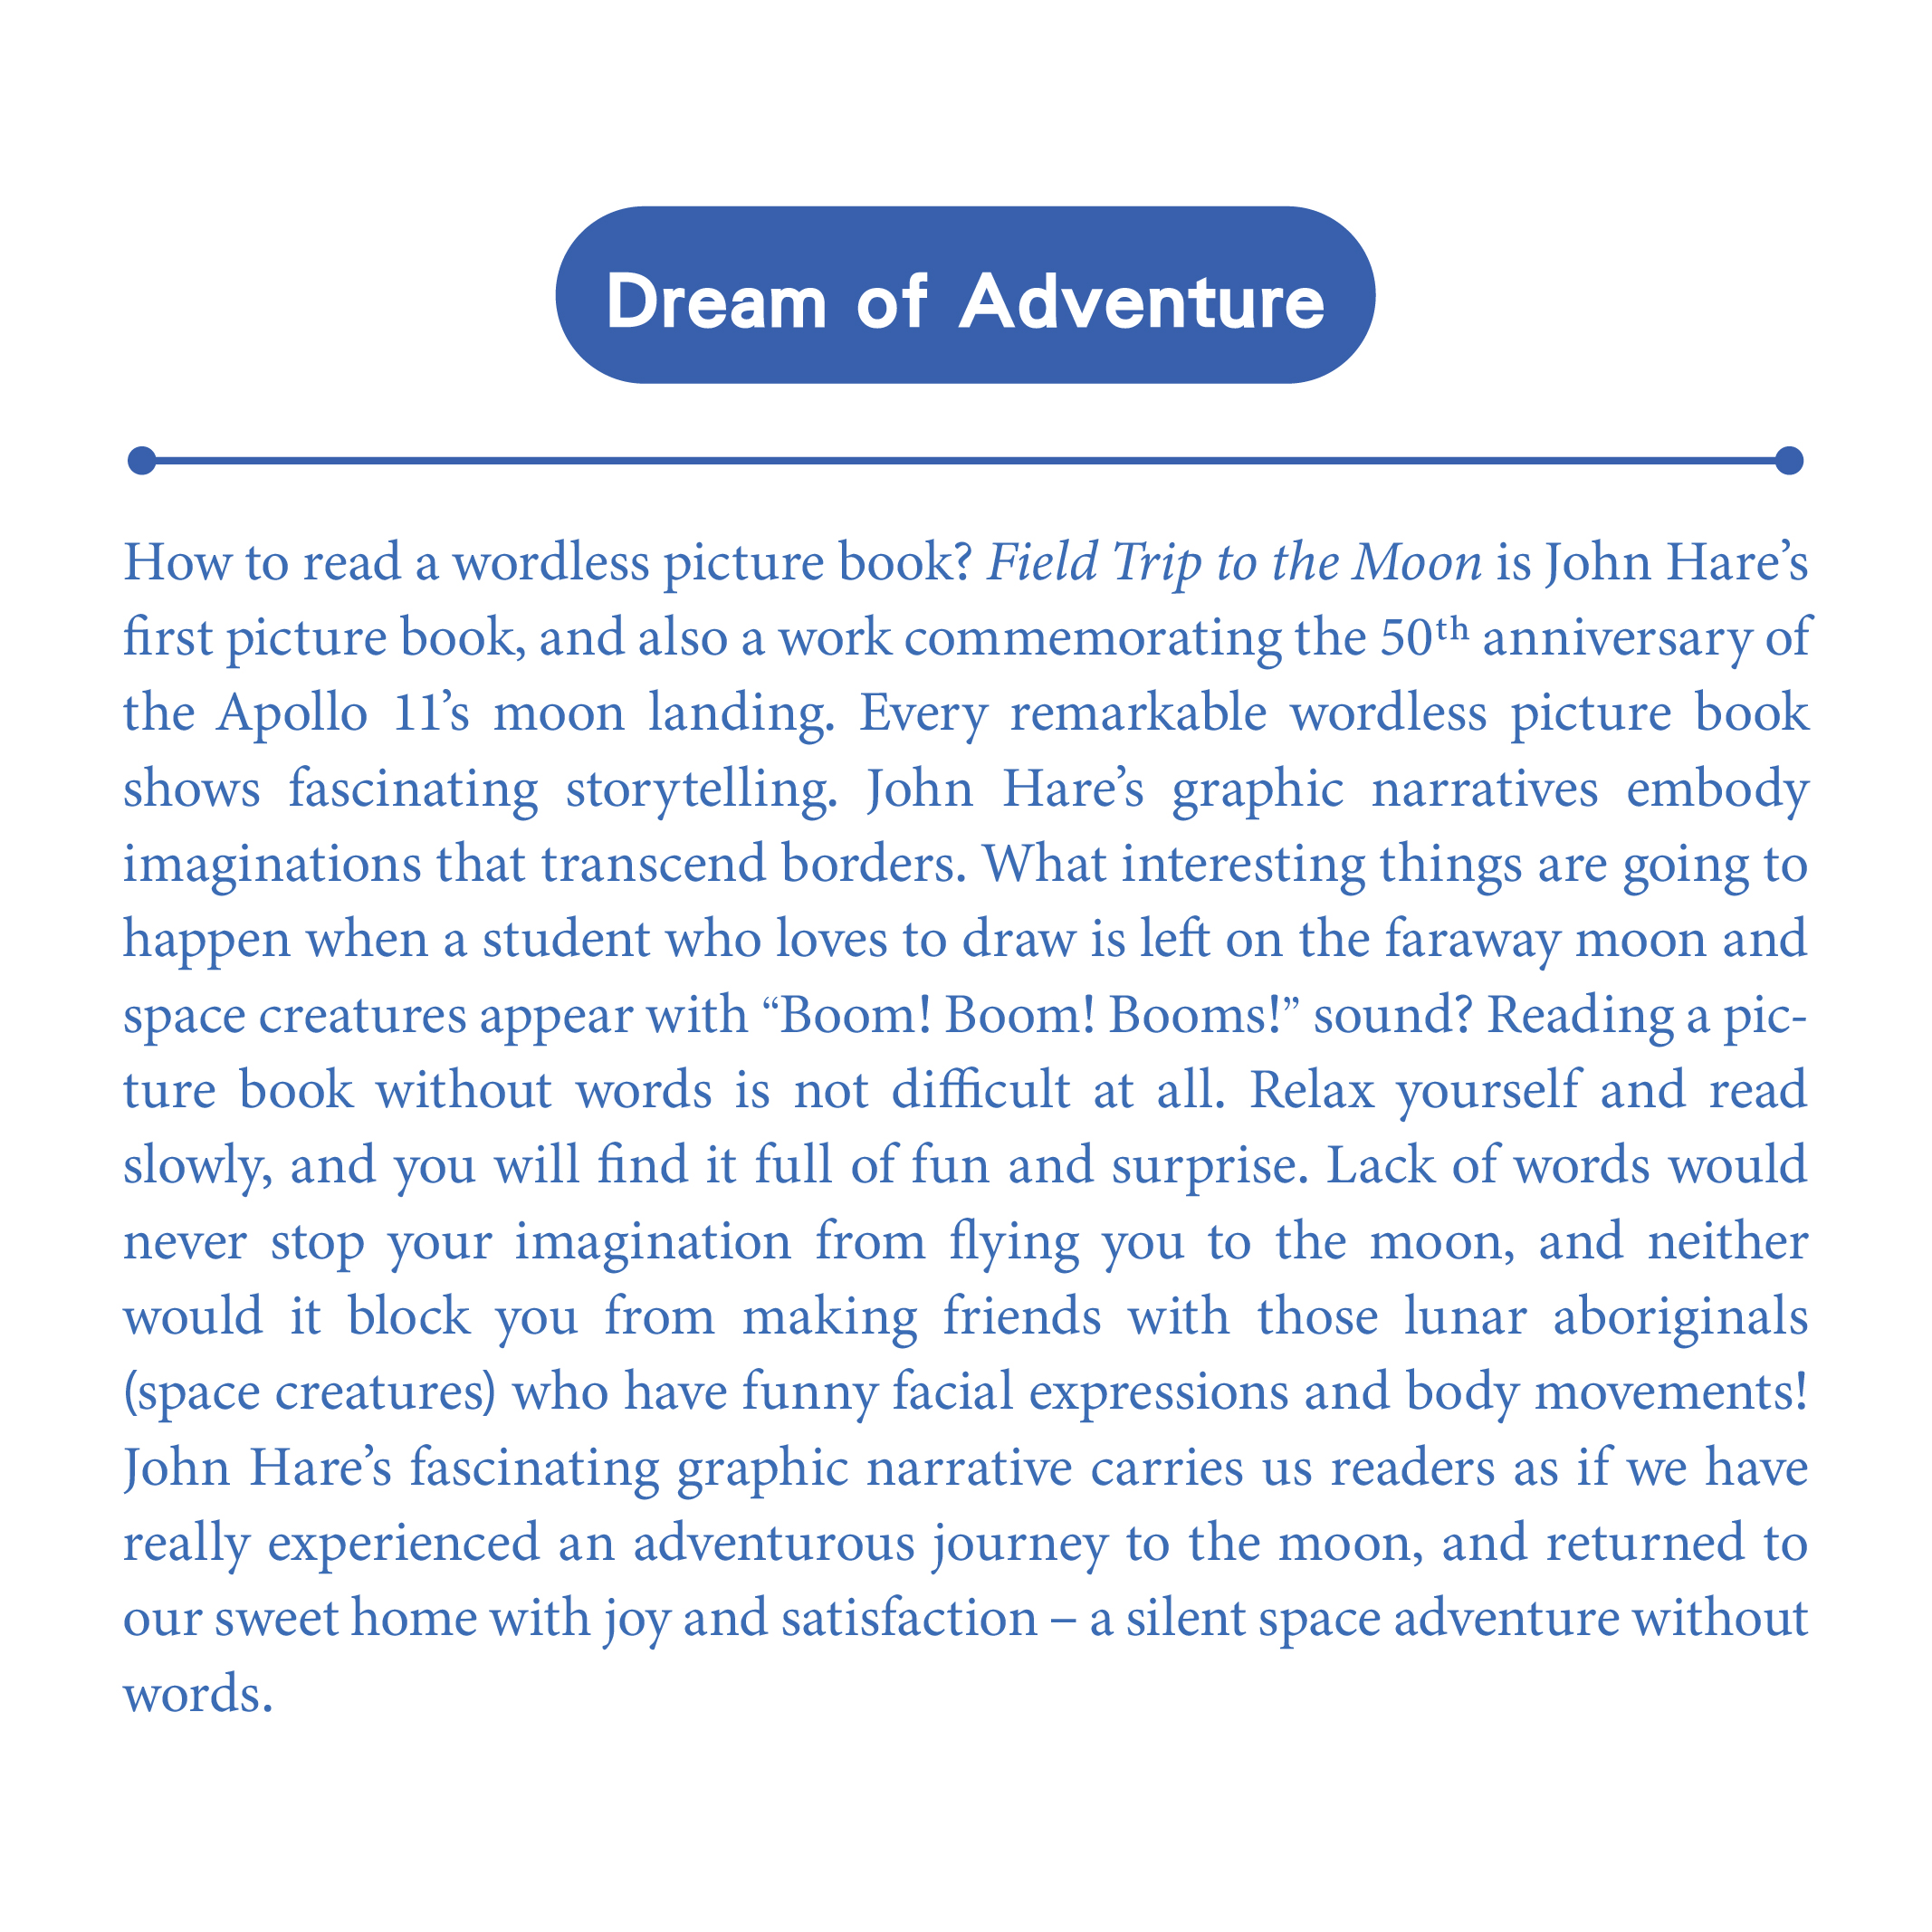 Dream of Adventure
How to read a wordless picture book? Field Trip to the Moon is John Hare’s
first picture book, and also a work commemorating the 50th anniversary of
the Apollo 11’s moon landing. Every remarkable wordless picture book
shows fascinating storytelling. John Hare’s graphic narratives embody
imaginations that transcend borders. What interesting things are going to
happen when a student who loves to draw is left on the faraway moon and
space creatures appear with “Boom! Boom! Booms!” sound? Reading a pic-
ture book without words is not difficult at all. Relax yourself and read
slowly, and you will find it full of fun and surprise. Lack of words would
never stop your imagination from flying you to the moon, and neither
would it block you from making friends with those lunar aboriginals
(space creatures) who have funny facial expressions and body movements!
John Hare’s fascinating graphic narrative carries us readers as if we have
really experienced an adventurous journey to the moon, and returned to
our sweet home with joy and satisfaction – a silent space adventure without
words.